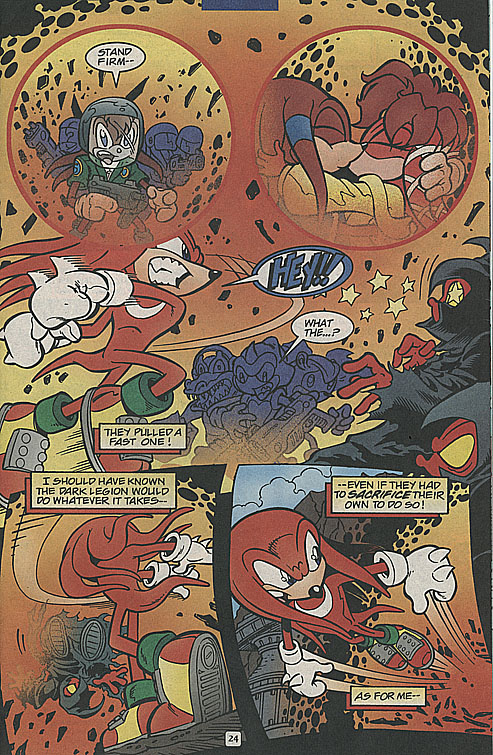 STAND
FIRM--
HEY!!
WHAT
THE...?
THEY PULLED A
FAST ONE!
I SHOULD HAVE KNOWN
THE DARK LEGION WOULD
DO WHATEVER IT TAKES--
--EVEN IF THEY HAD
TO SACRIFICE THEIR
OWN TO DO SO!
AS FOR ME--
24